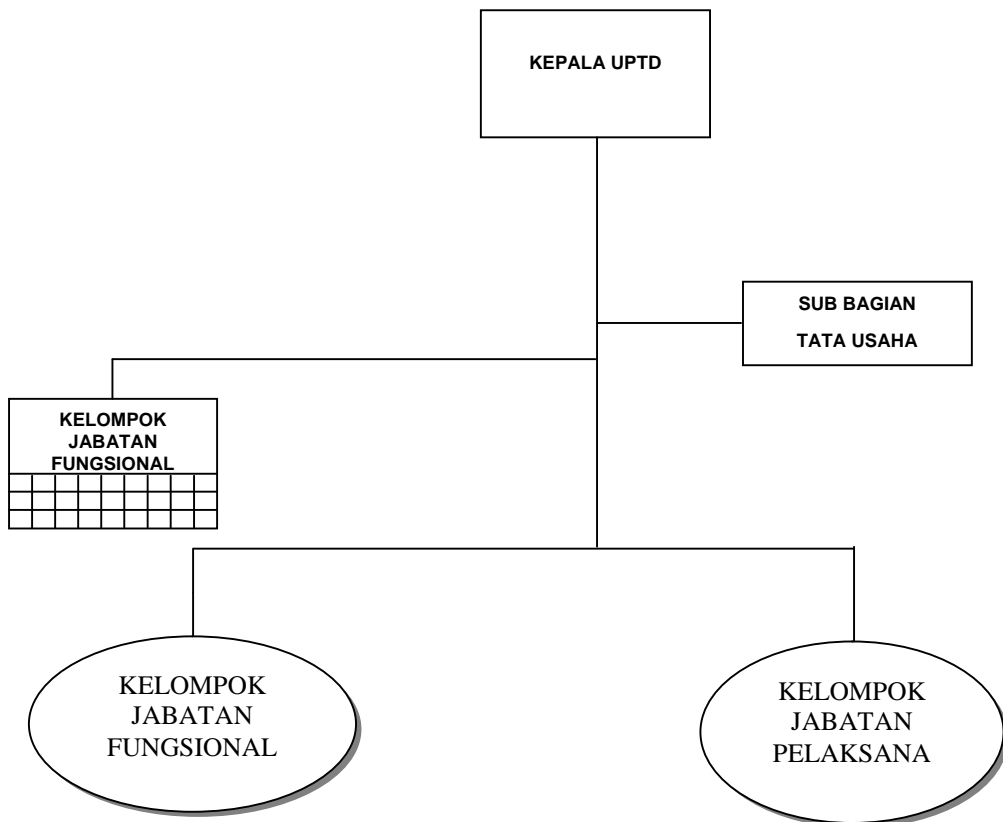 KEPALA UPTD
SUB BAGIAN
TATA USAHA
KELOMPOK
JABATAN
FUNGSIONAL
KELOMPOK
JABATAN
FUNGSIONAL
KELOMPOK
JABATAN
PELAKSANA